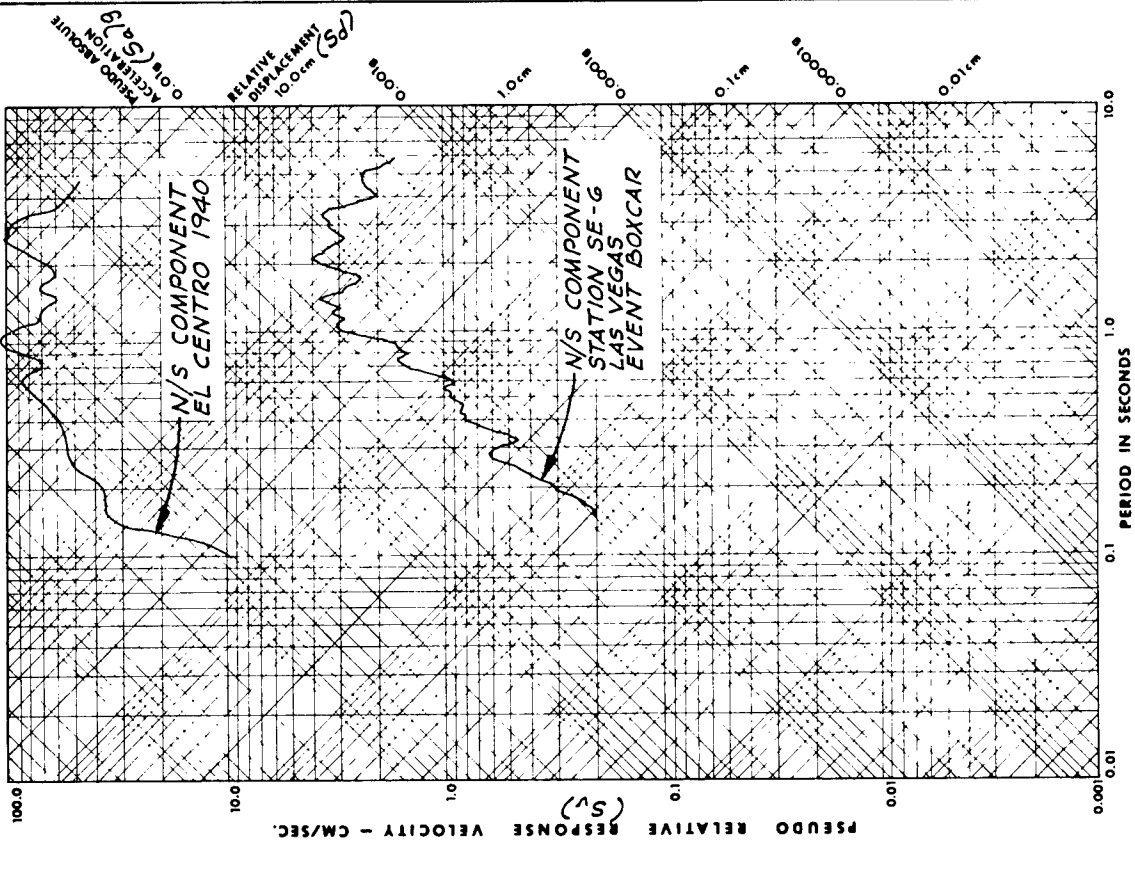 PSEUDO ABSOLUTE
ACCELERATION
0.01g (Sa)g
RELATIVE
DISPLACEMENT
10.0cm (Sd)
0.001g
1.0cm
0.0001g
0.1cm
0.00001g
0.01cm
N/S COMPONENT
EL CENTRO 1940
N/S COMPONENT
STATION SE-6
LAS VEGAS
EVENT BOXCAR
100.0
10.0
1.0
0.1
0.01
0.001
PSEUDO RELATIVE RESPONSE VELOCITY - CM/SEC.
(Sv)
0.01
0.1
1.0
10.0
PERIOD IN SECONDS